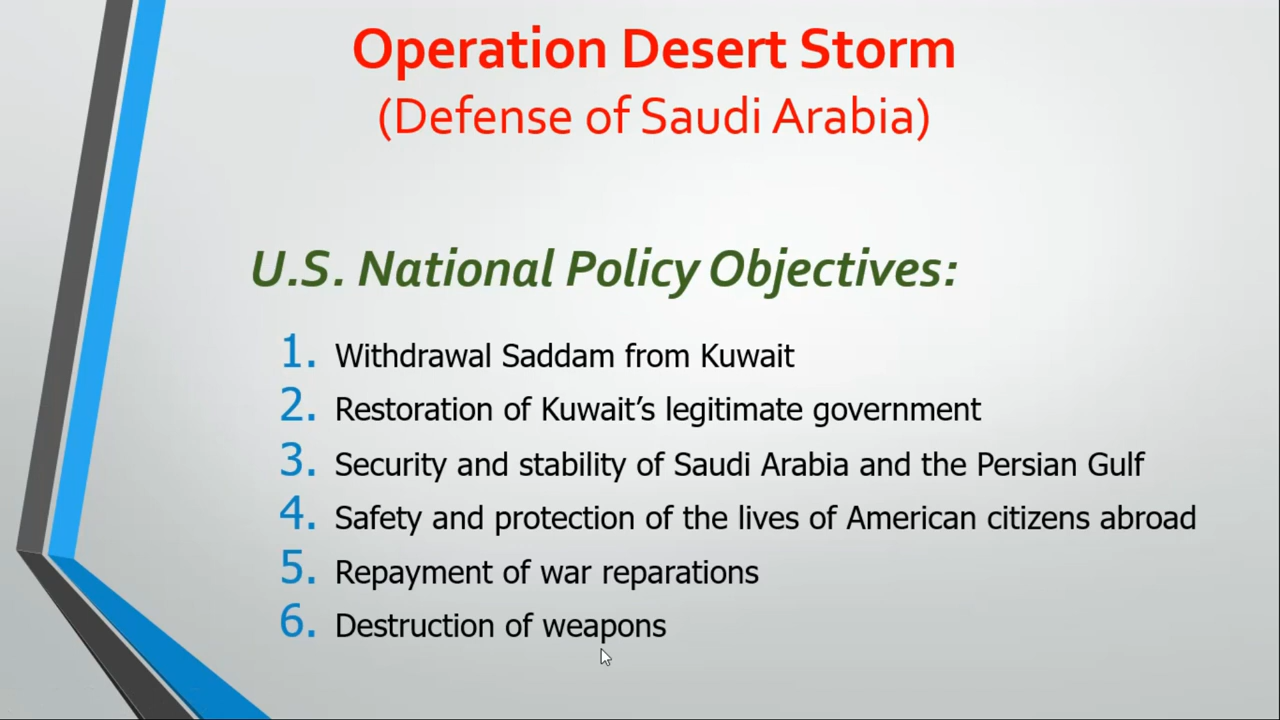 Operation Desert Storm
(Defense of Saudi Arabia)
U.S. National Policy Objectives:
1. Withdrawal Saddam from Kuwait
2. Restoration of Kuwait’s legitimate government
3. Security and stability of Saudi Arabia and the Persian Gulf
4. Safety and protection of the lives of American citizens abroad
5. Repayment of war reparations
6. Destruction of weapons